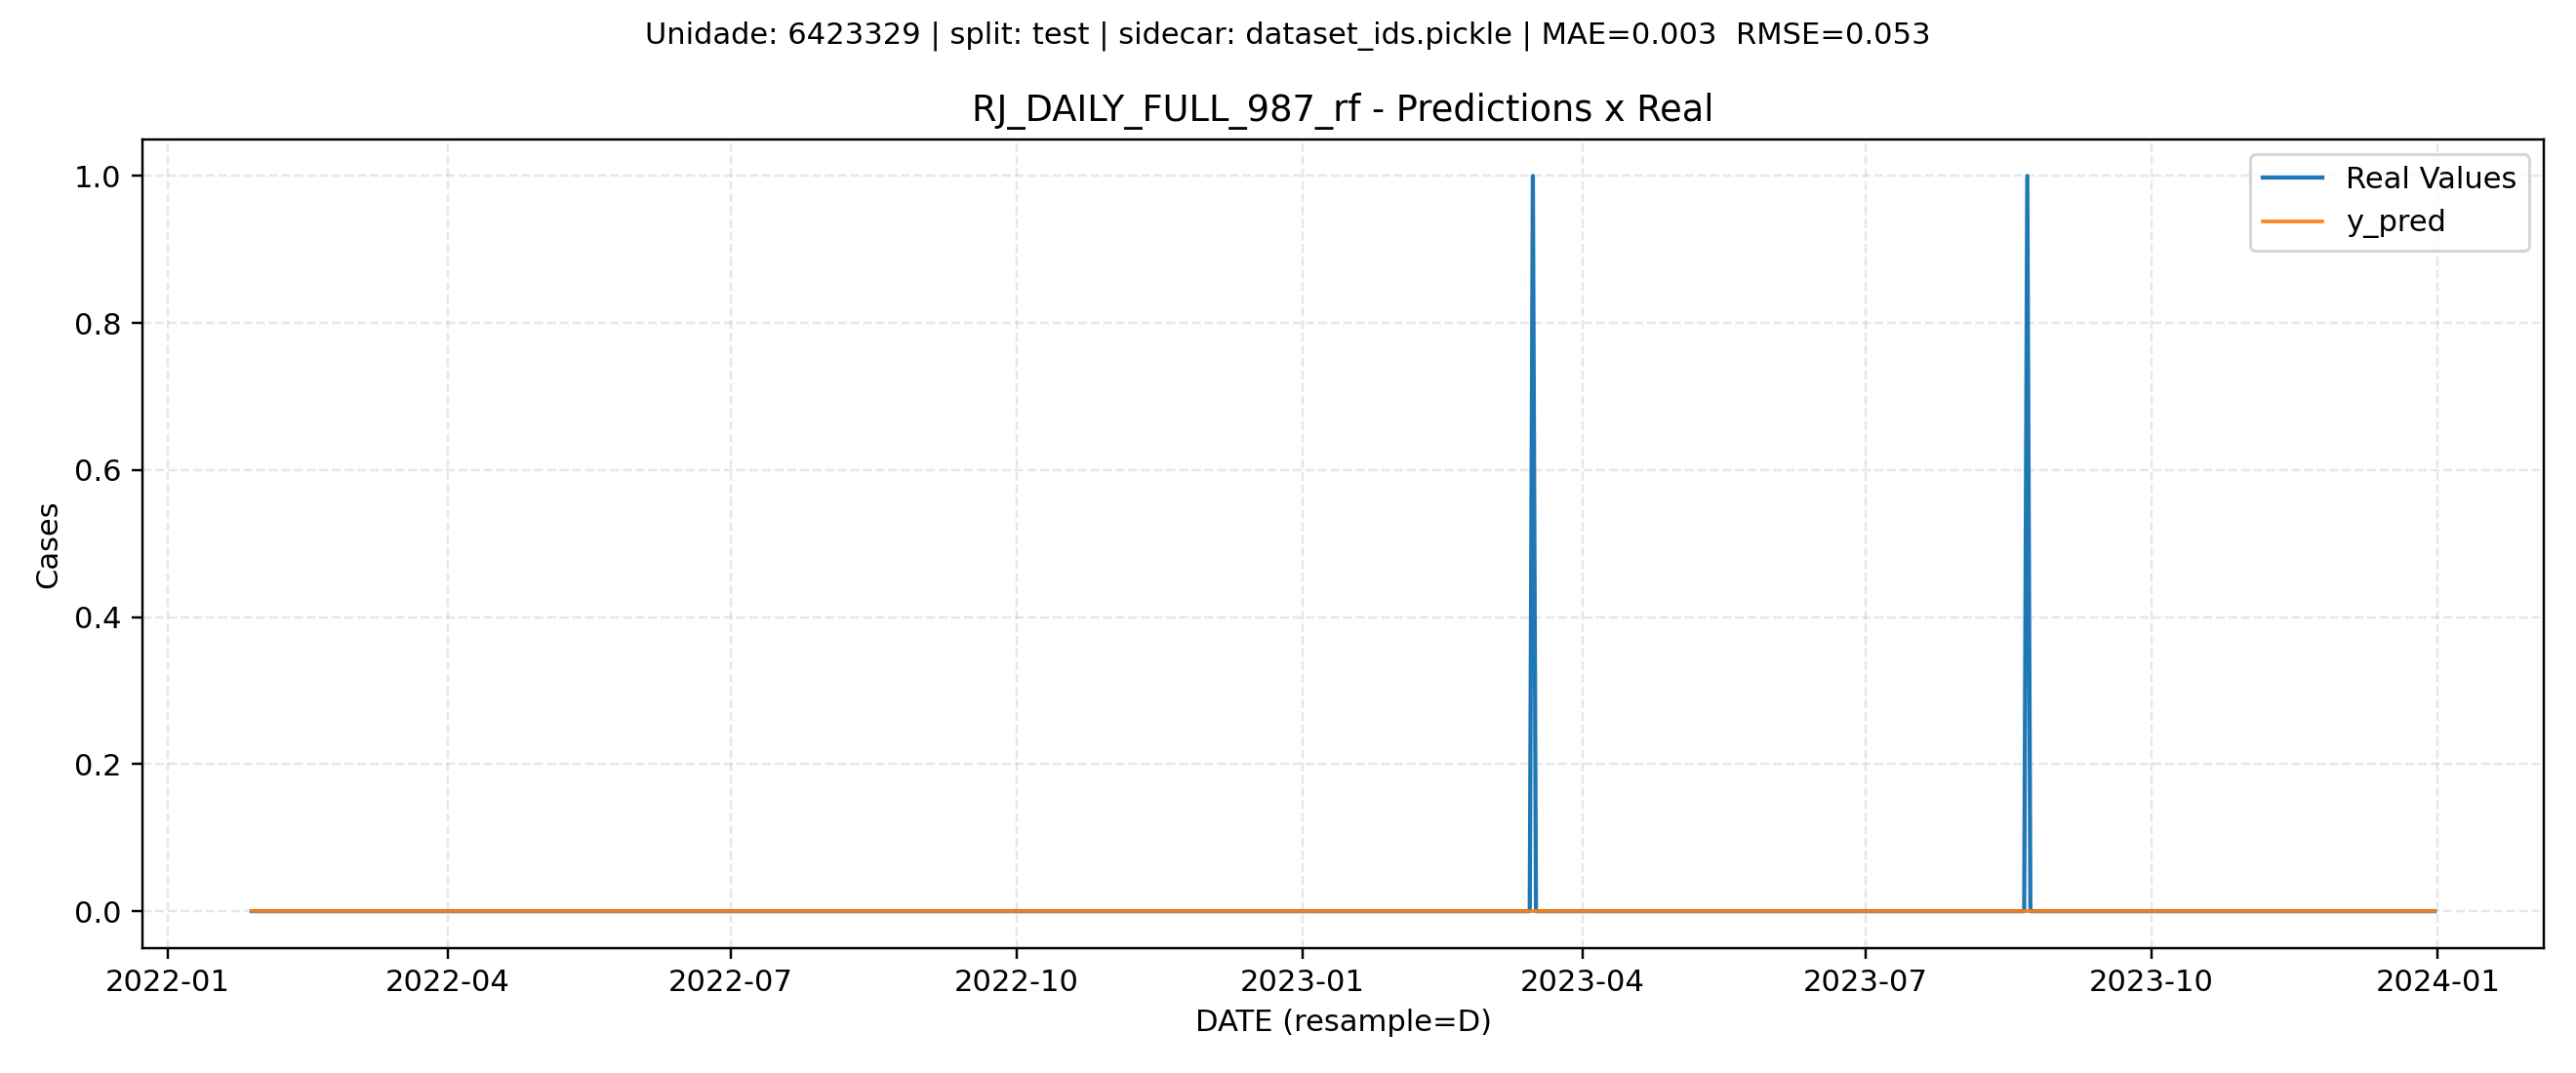 Unidade: 6423329 | split: test | sidecar: dataset_ids.pickle | MAE=0.003  RMSE=0.053
RJ_DAILY_FULL_987_rf - Predictions x Real
Real Values
y_pred
Cases
1.0
0.8
0.6
0.4
0.2
0.0
2022-01 2022-04 2022-07 2022-10 2023-01 2023-04 2023-07 2023-10 2024-01
DATE (resample=D)